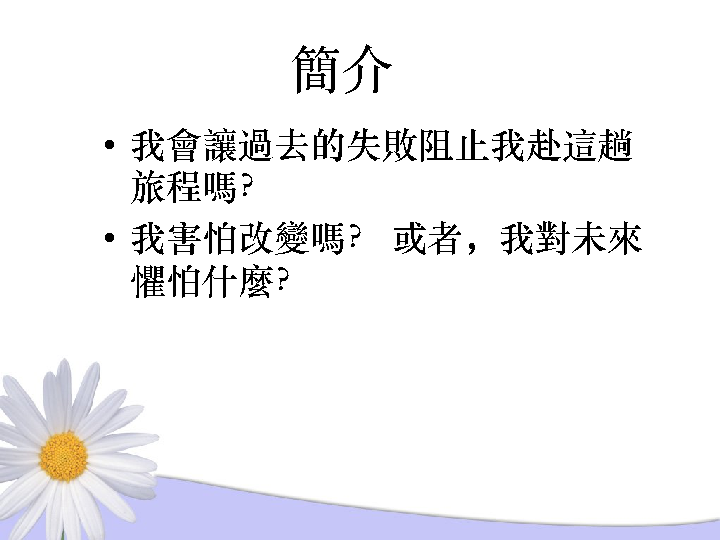 簡介
• 我會讓過去的失敗阻止我赴這趟
旅程嗎?
• 我害怕改變嗎? 或者，我對未來
懼怕什麼?